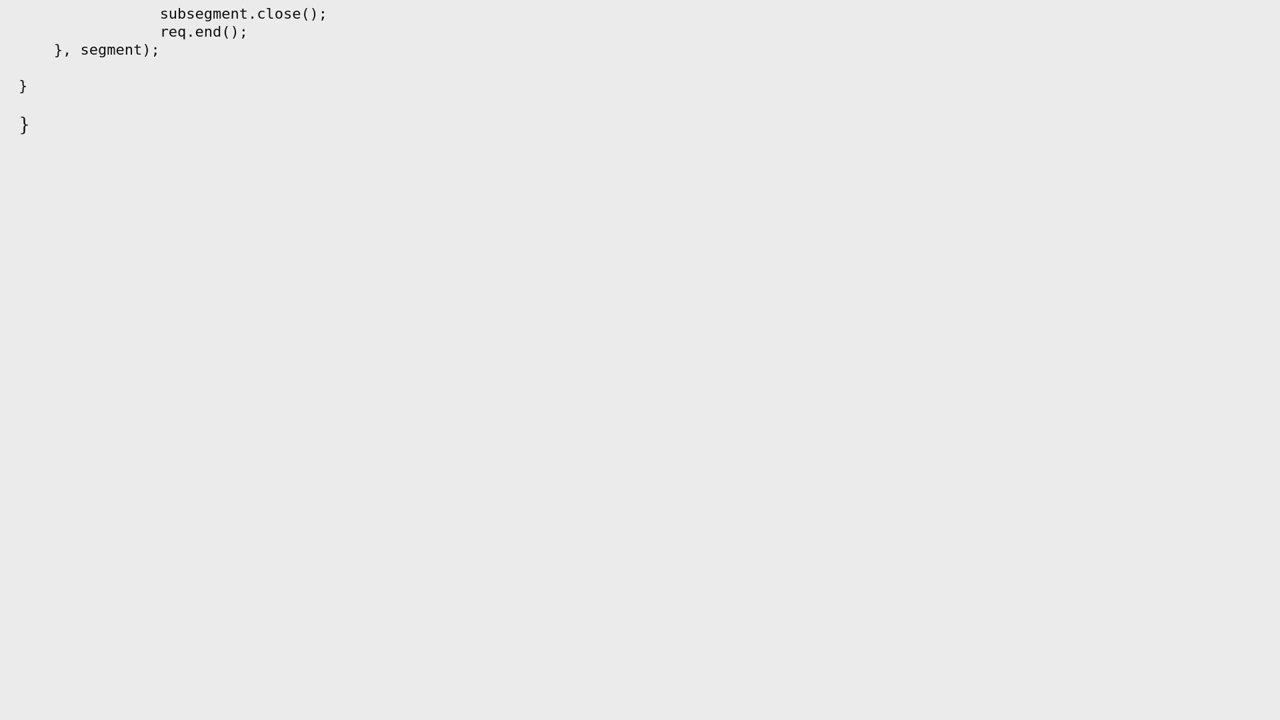 subsegment.close();
req.end();
}, segment);
}
}